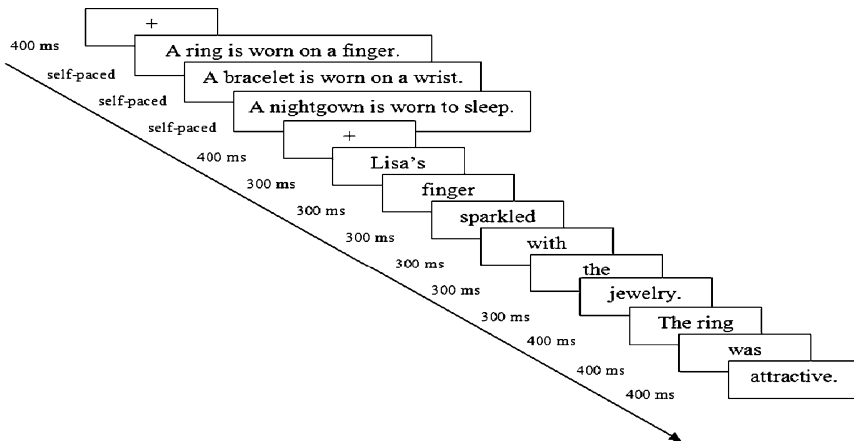 +
400 ms
A ring is worn on a finger.
self-paced
A bracelet is worn on a wrist.
self-paced
A nightgown is worn to sleep.
self-paced
+
400 ms
Lisa's
300 ms
finger
300 ms
sparkled
300 ms
with
300 ms
the
300 ms
jewelry.
300 ms
The ring
400 ms
was
400 ms
attractive.
400 ms